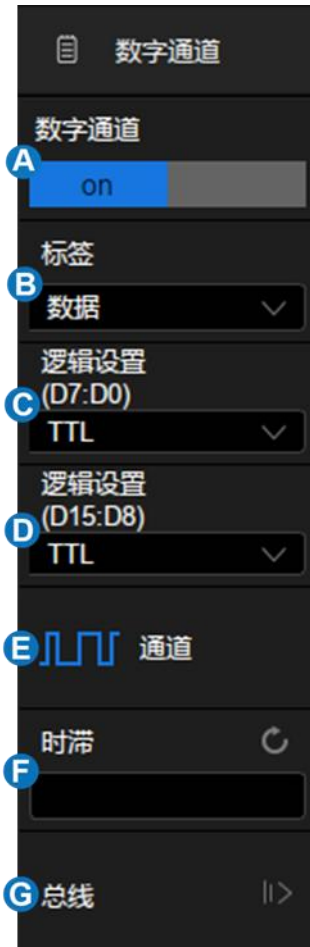 数字通道
数字通道
A
on
标签
B
数据
逻辑设置
C
(D7:D0)
TTL
逻辑设置
(D15:D8)
D
TTL
E
通道
时滞
F
G
总线